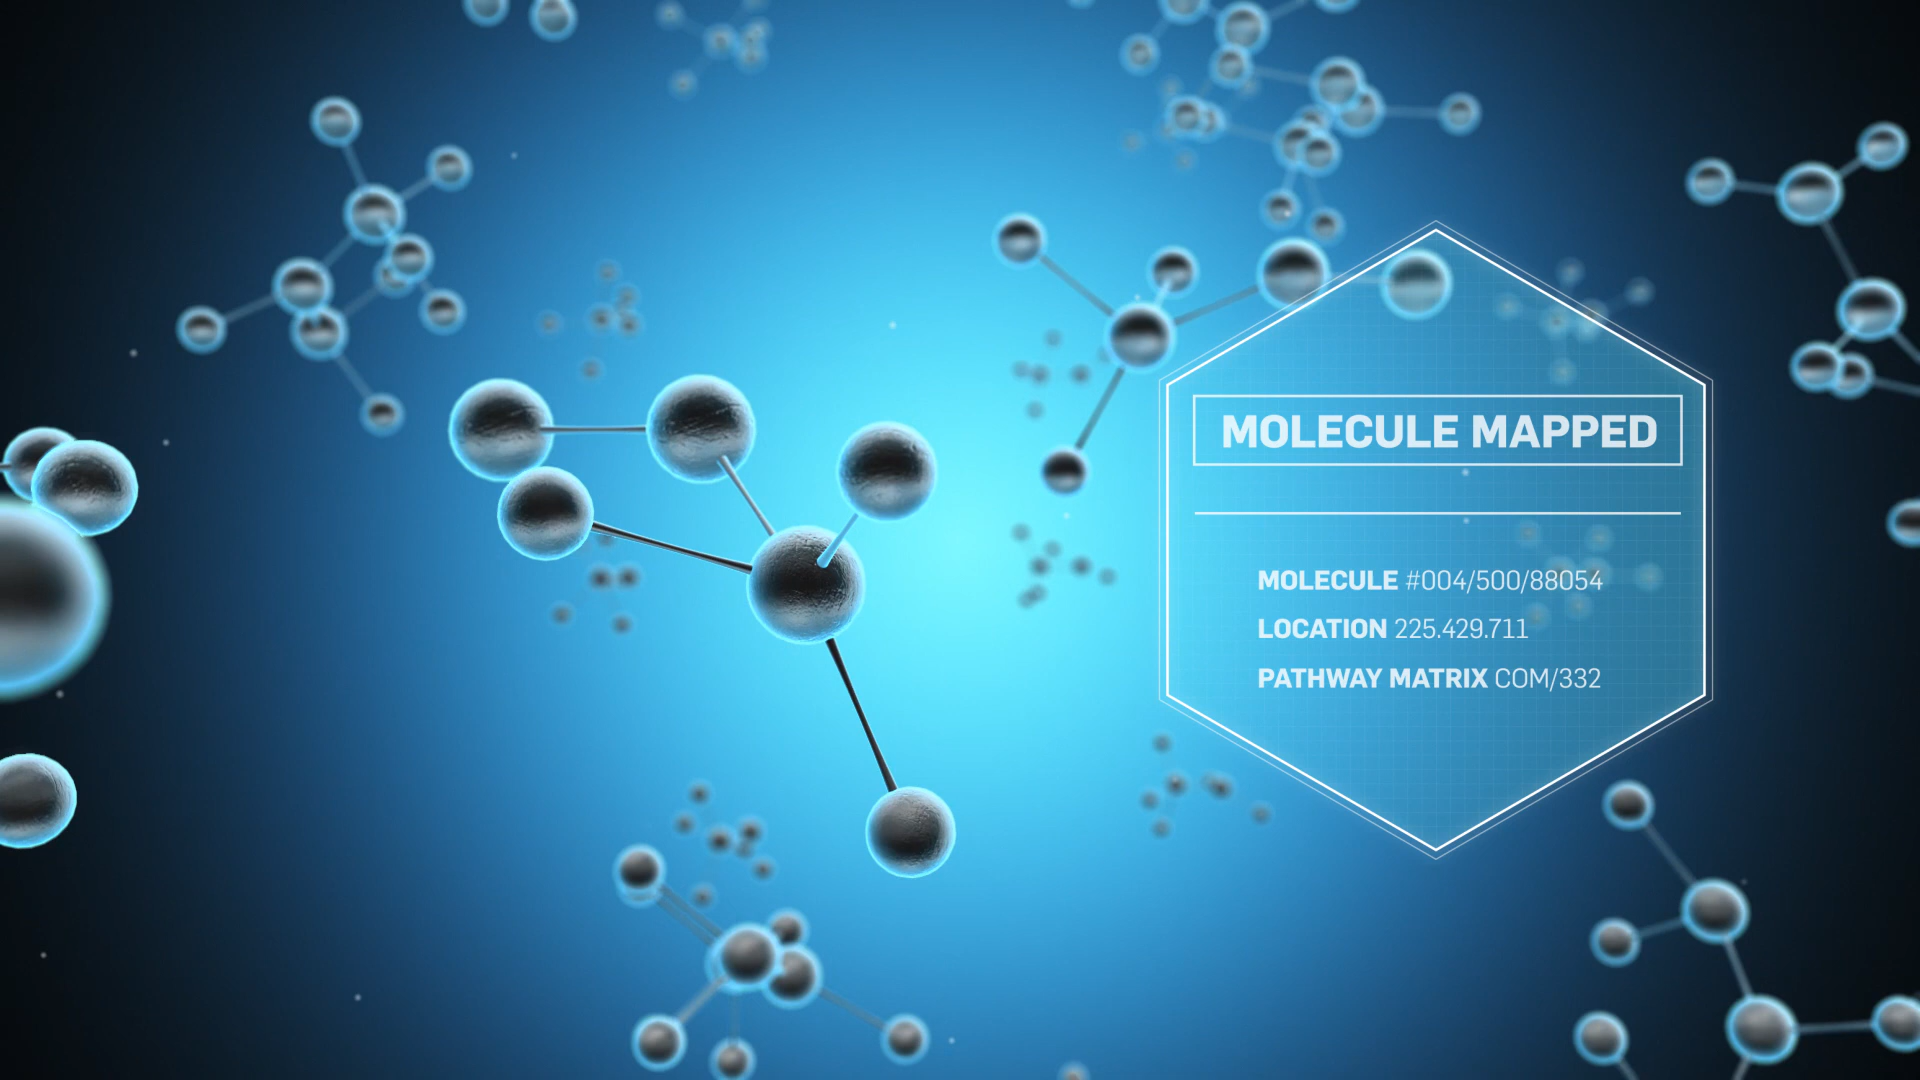 MOLECULE MAPPED
MOLECULE #004/500/88054
LOCATION 225.429.711
PATHWAY MATRIX COM/332